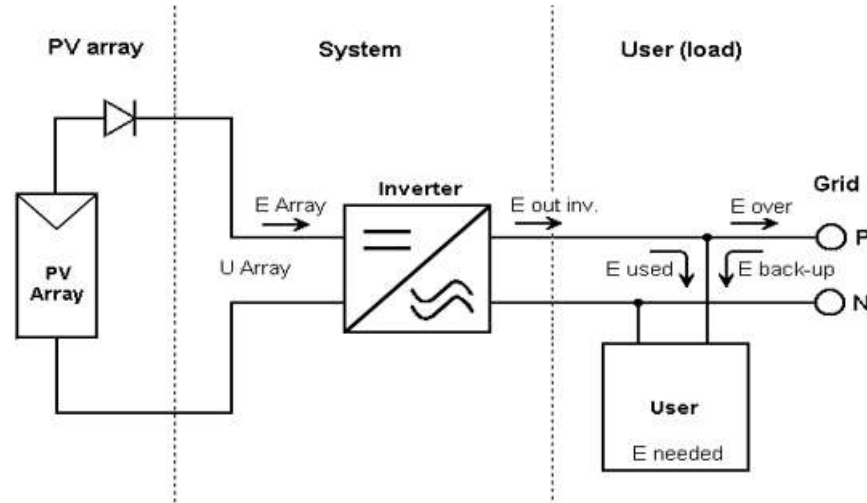 PV array
System
User (load)
Inverter
Grid
E Array
E out inv.
E over
P
U Array
E used
E back-up
PV
Array
N
User
E needed